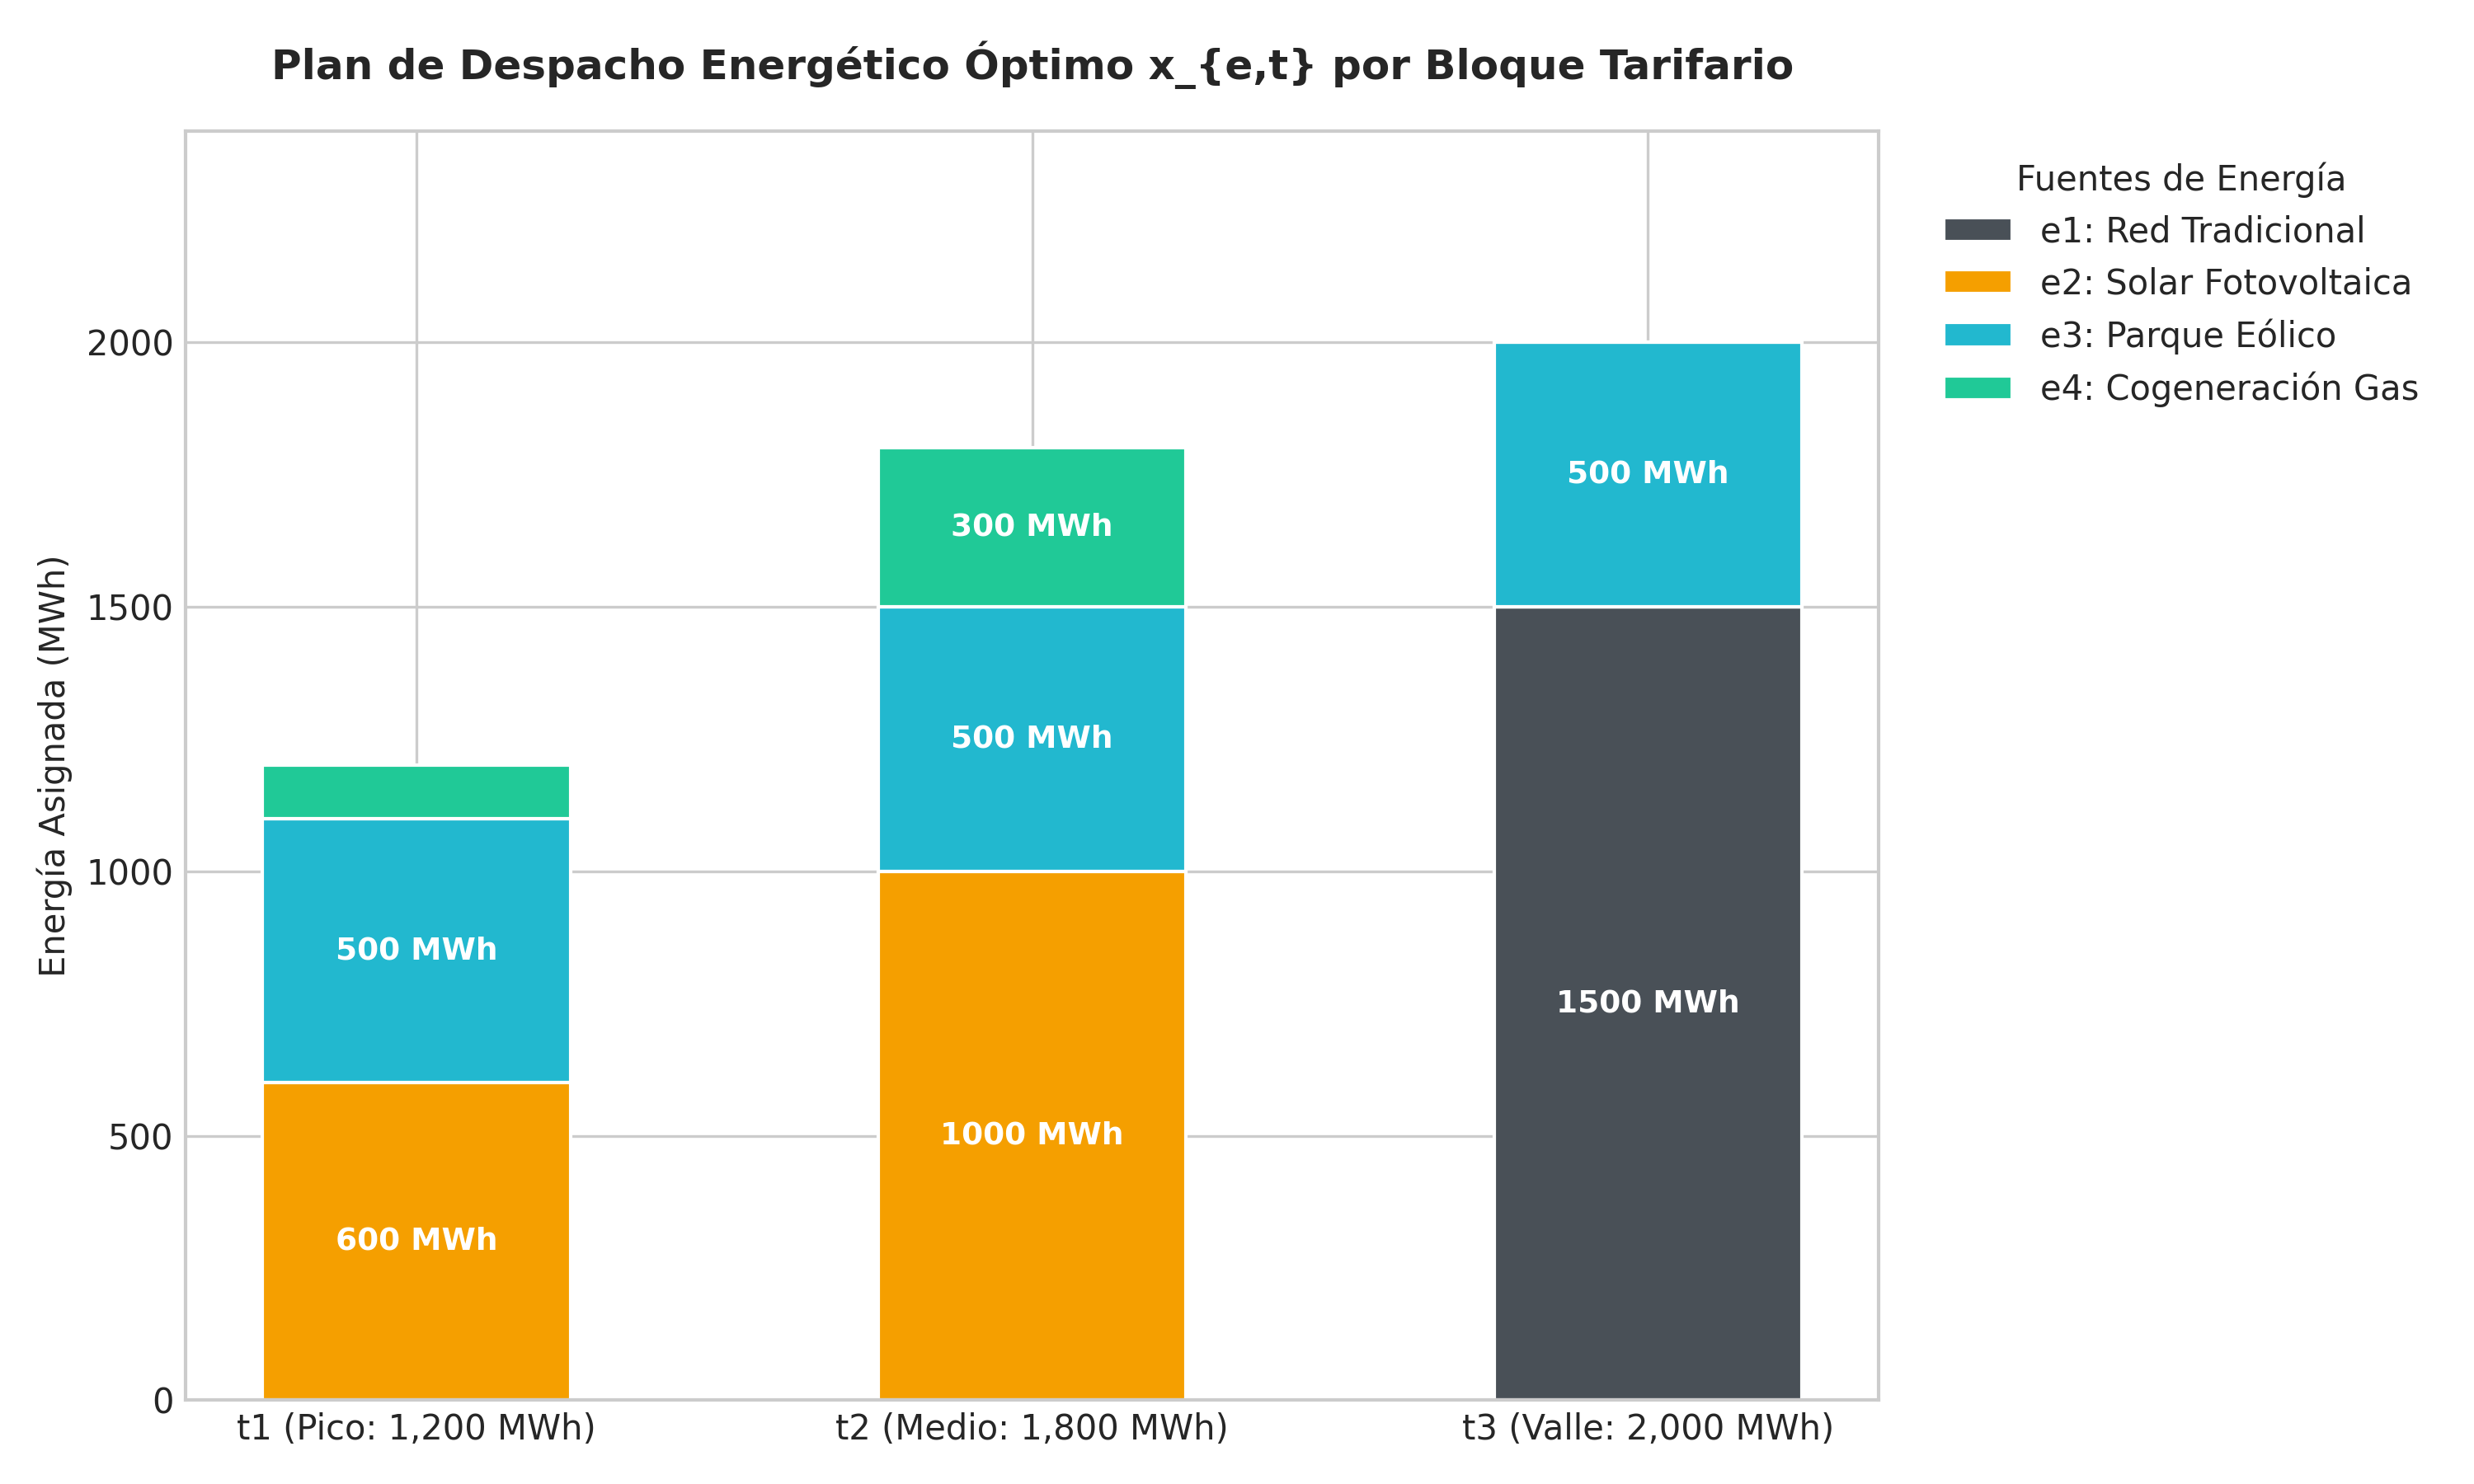 Plan de Despacho Energético Óptimo x_{e,t} por Bloque Tarifario
Fuentes de Energía
e1: Red Tradicional
e2: Solar Fotovoltaica
e3: Parque Eólico
e4: Cogeneración Gas
Energía Asignada (MWh)
2000
1500
1000
500
0
500 MWh
600 MWh
300 MWh
500 MWh
1000 MWh
500 MWh
1500 MWh
t1 (Pico: 1,200 MWh)
t2 (Medio: 1,800 MWh)
t3 (Valle: 2,000 MWh)